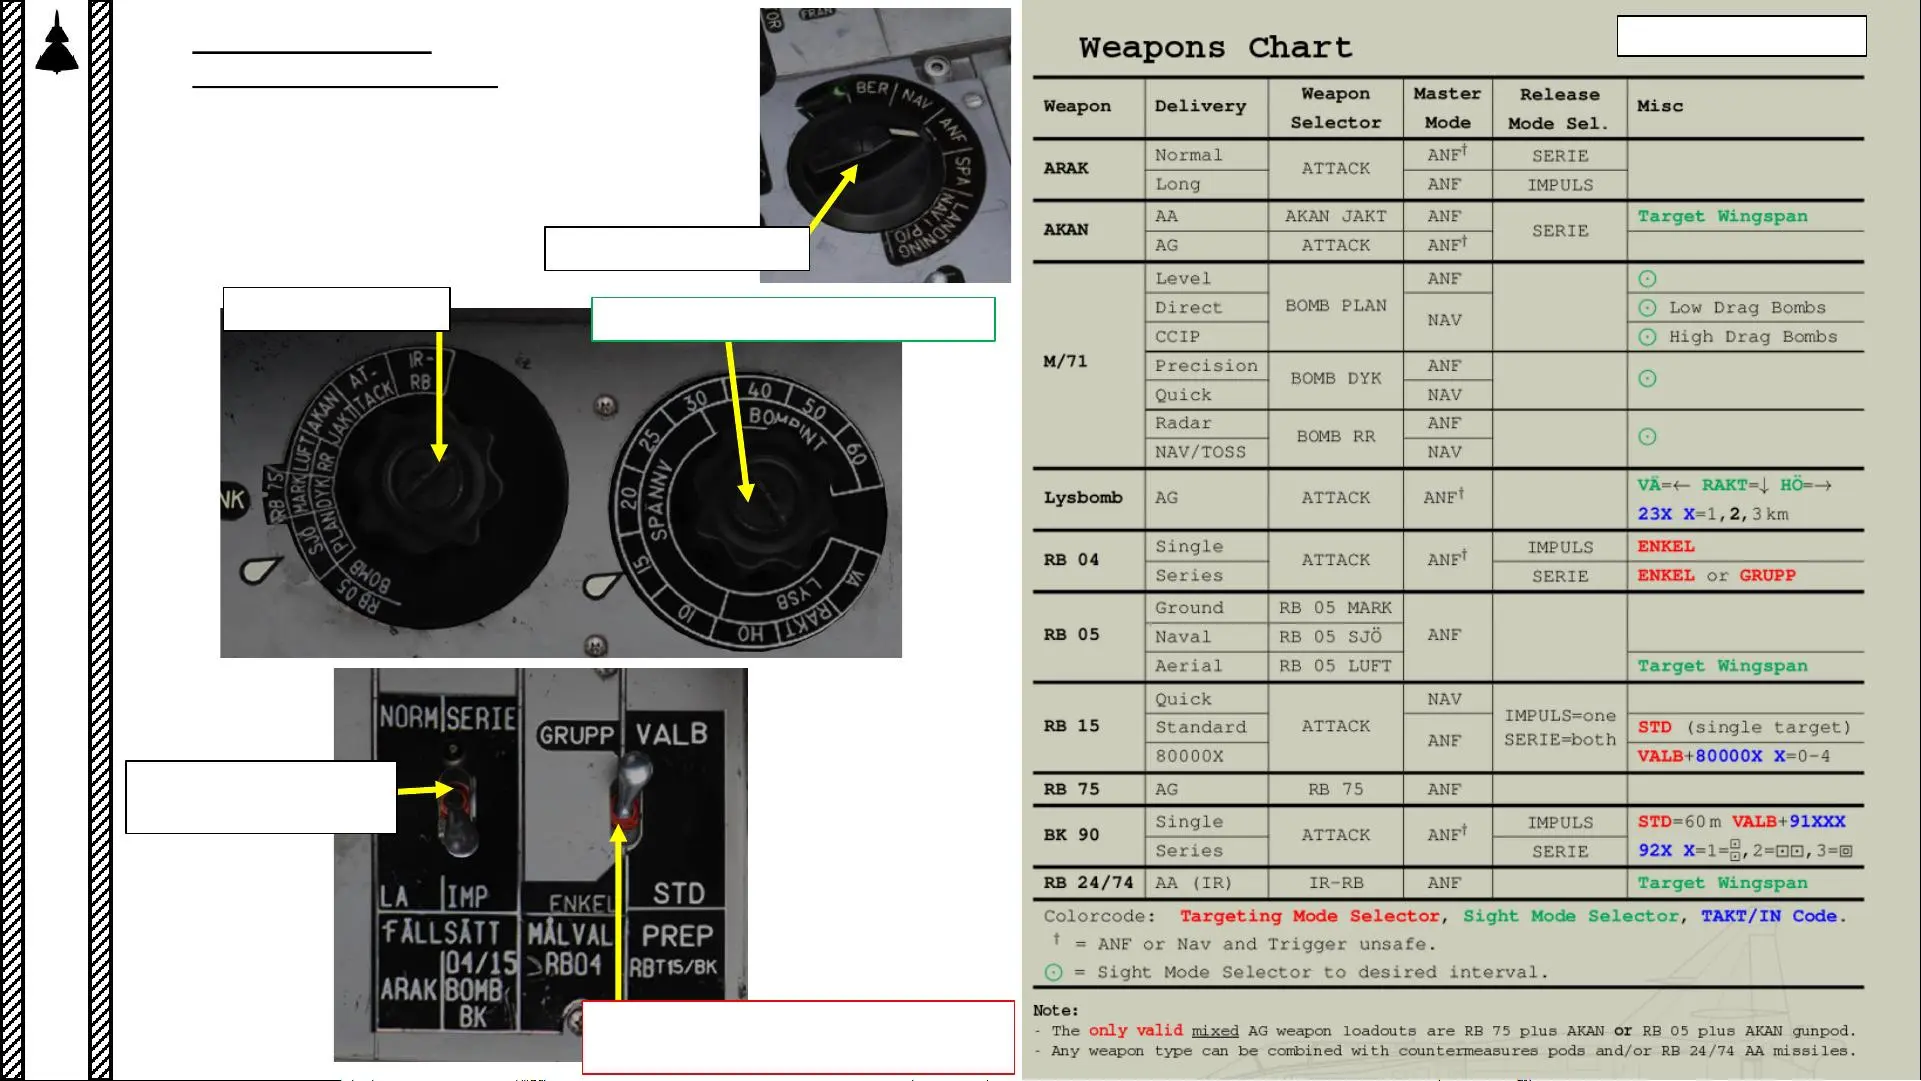 FRAN
BER | NAV | ANF | SPA | LANDNING
NAV | P/O
IR-
RB
AT-
TACK
AKAN
JAKT
LUFT
RR
DYK
RB 75
MARK
PLAN
SJÖ
BOMB
RB 05
NK
10 15 20 25 30 40 50 60
BOMPINT
SPÄNNV
VÄ RAKT HÖ
LYSB
NORM SERIE
GRUPP VALB
LA IMP
ENKEL STD
FÄLLSÄTT MÅLVAL PREP
04/15 RB04 RBT15/BK
ARAK BOMB
BK
Weapons Chart
Weapon Delivery Weapon Selector Master Mode Release Mode Sel. Misc
ARAK Normal ATTACK ANF† SERIE
Long ANF IMPULS
AKAN AA AKAN JAKT ANF SERIE Target Wingspan
AG ATTACK ANF†
M/71 Level BOMB PLAN ANF ⊙
Direct NAV ⊙ Low Drag Bombs
CCIP ⊙ High Drag Bombs
Precision BOMB DYK ANF ⊙
Quick NAV
Radar BOMB RR ANF ⊙
NAV/TOSS NAV
Lysbomb AG ATTACK ANF† VÄ=← RAKT=↓ HÖ=→
23X X=1,2,3 km
RB 04 Single ATTACK ANF† IMPULS ENKEL
Series SERIE ENKEL or GRUPP
RB 05 Ground RB 05 MARK ANF
Naval RB 05 SJÖ
Aerial RB 05 LUFT Target Wingspan
RB 15 Quick ATTACK NAV IMPULS=one
Standard ANF SERIE=both STD (single target)
80000X VALB+80000X X=0-4
RB 75 AG RB 75 ANF
BK 90 Single ATTACK ANF† IMPULS STD=60 m VALB+91XXX
Series SERIE 92X X=1=⚀⚀,2=⚀⚀,3=⊡
RB 24/74 AA (IR) IR-RB ANF Target Wingspan
Colorcode: Targeting Mode Selector, Sight Mode Selector, TAKT/IN Code.
† = ANF or Nav and Trigger unsafe.
⊙ = Sight Mode Selector to desired interval.
Note:
- The only valid mixed AG weapon loadouts are RB 75 plus AKAN or RB 05 plus AKAN gunpod.
- Any weapon type can be combined with countermeasures pods and/or RB 24/74 AA missiles.